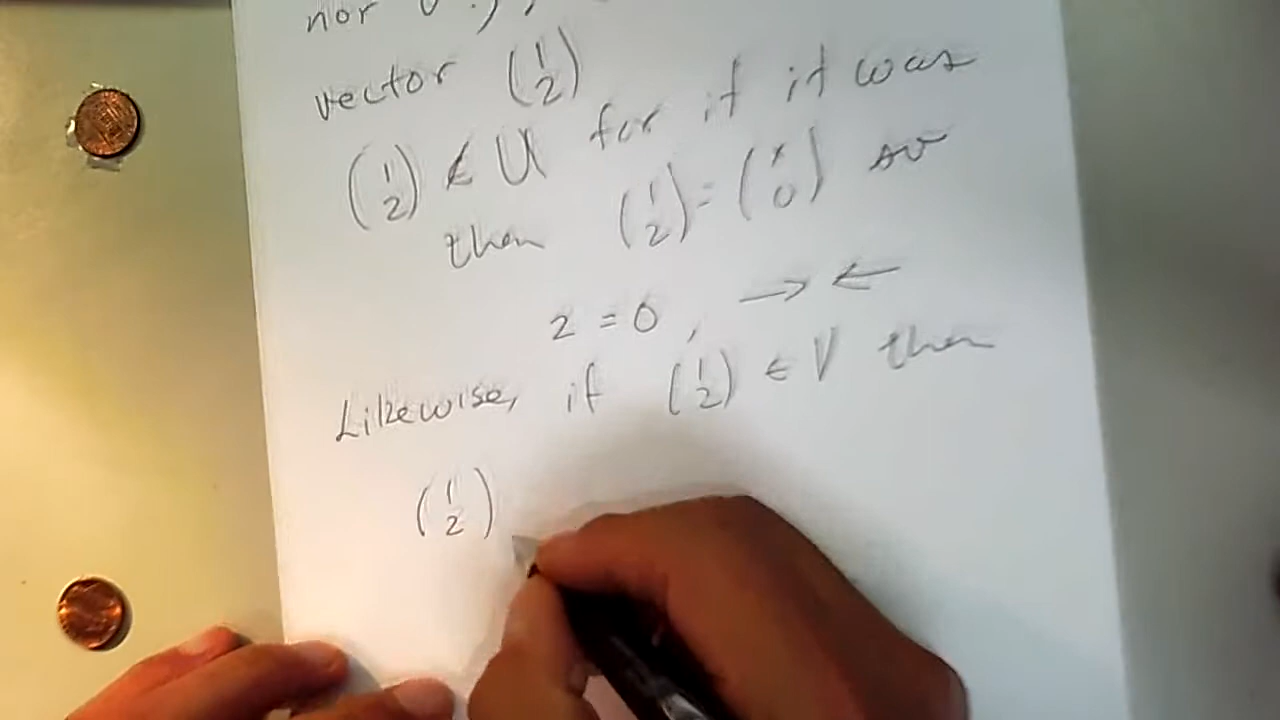 nor
vector (1 2)
(1 2) ∉ U for if it was
then (1 2) = (x 0) so
2 = 0, → ←
Likewise, if (1 2) ∈ V then
(1 2)